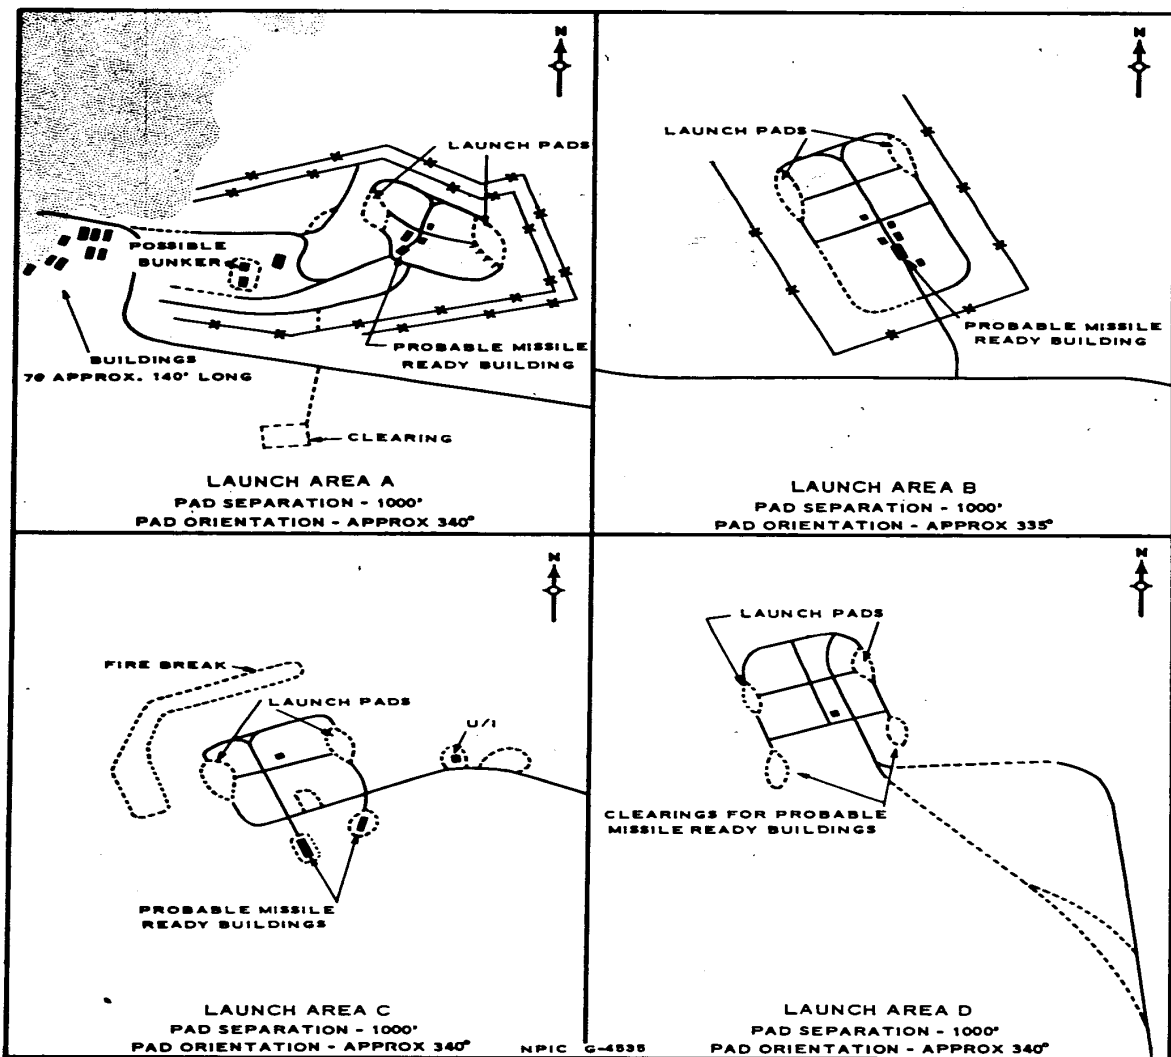 N
LAUNCH PADS
POSSIBLE
BUNKER
BUILDINGS
70 APPROX. 140' LONG
PROBABLE MISSILE
READY BUILDING
CLEARING
LAUNCH AREA A
PAD SEPARATION - 1000'
PAD ORIENTATION - APPROX 340°
N
LAUNCH PADS
PROBABLE MISSILE
READY BUILDING
LAUNCH AREA B
PAD SEPARATION - 1000'
PAD ORIENTATION - APPROX 335°
N
FIRE BREAK
LAUNCH PADS
U/I
PROBABLE MISSILE
READY BUILDINGS
LAUNCH AREA C
PAD SEPARATION - 1000'
PAD ORIENTATION - APPROX 340°
NPIC G-4535
N
LAUNCH PADS
CLEARINGS FOR PROBABLE
MISSILE READY BUILDINGS
LAUNCH AREA D
PAD SEPARATION - 1000'
PAD ORIENTATION - APPROX 340°